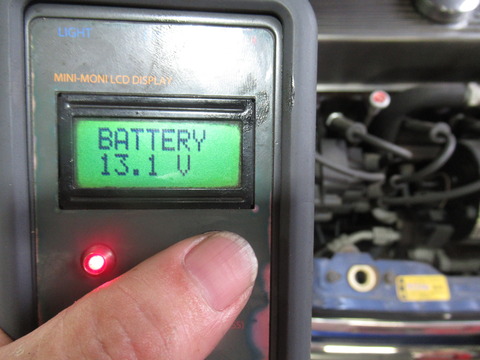 LIGHT
MINI-MONI LCD DISPLAY
BATTERY
13.1 V